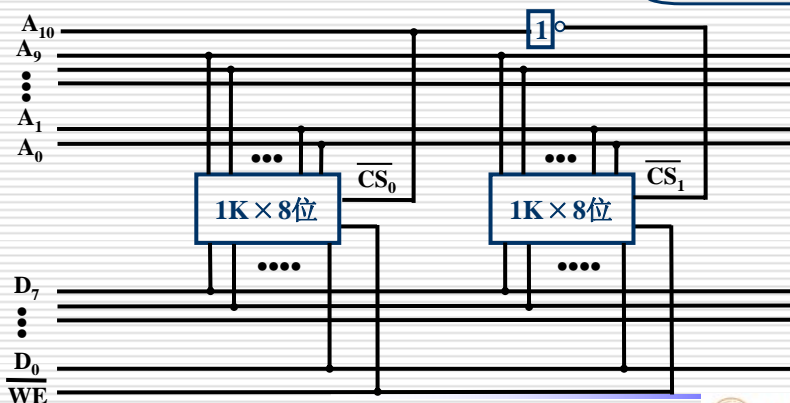 A₁₀
1
A₉
A₁
A₀
CS₀
CS₁
1K×8位
1K×8位
D₇
D₀
WE